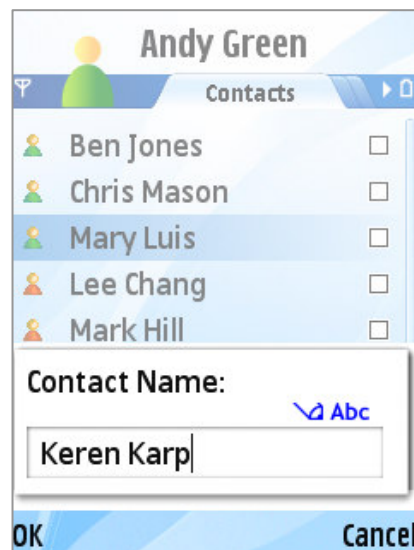 Andy Green
Contacts
Ben Jones
Chris Mason
Mary Luis
Lee Chang
Mark Hill
Contact Name:
Abc
Keren Karp
OK Cancel